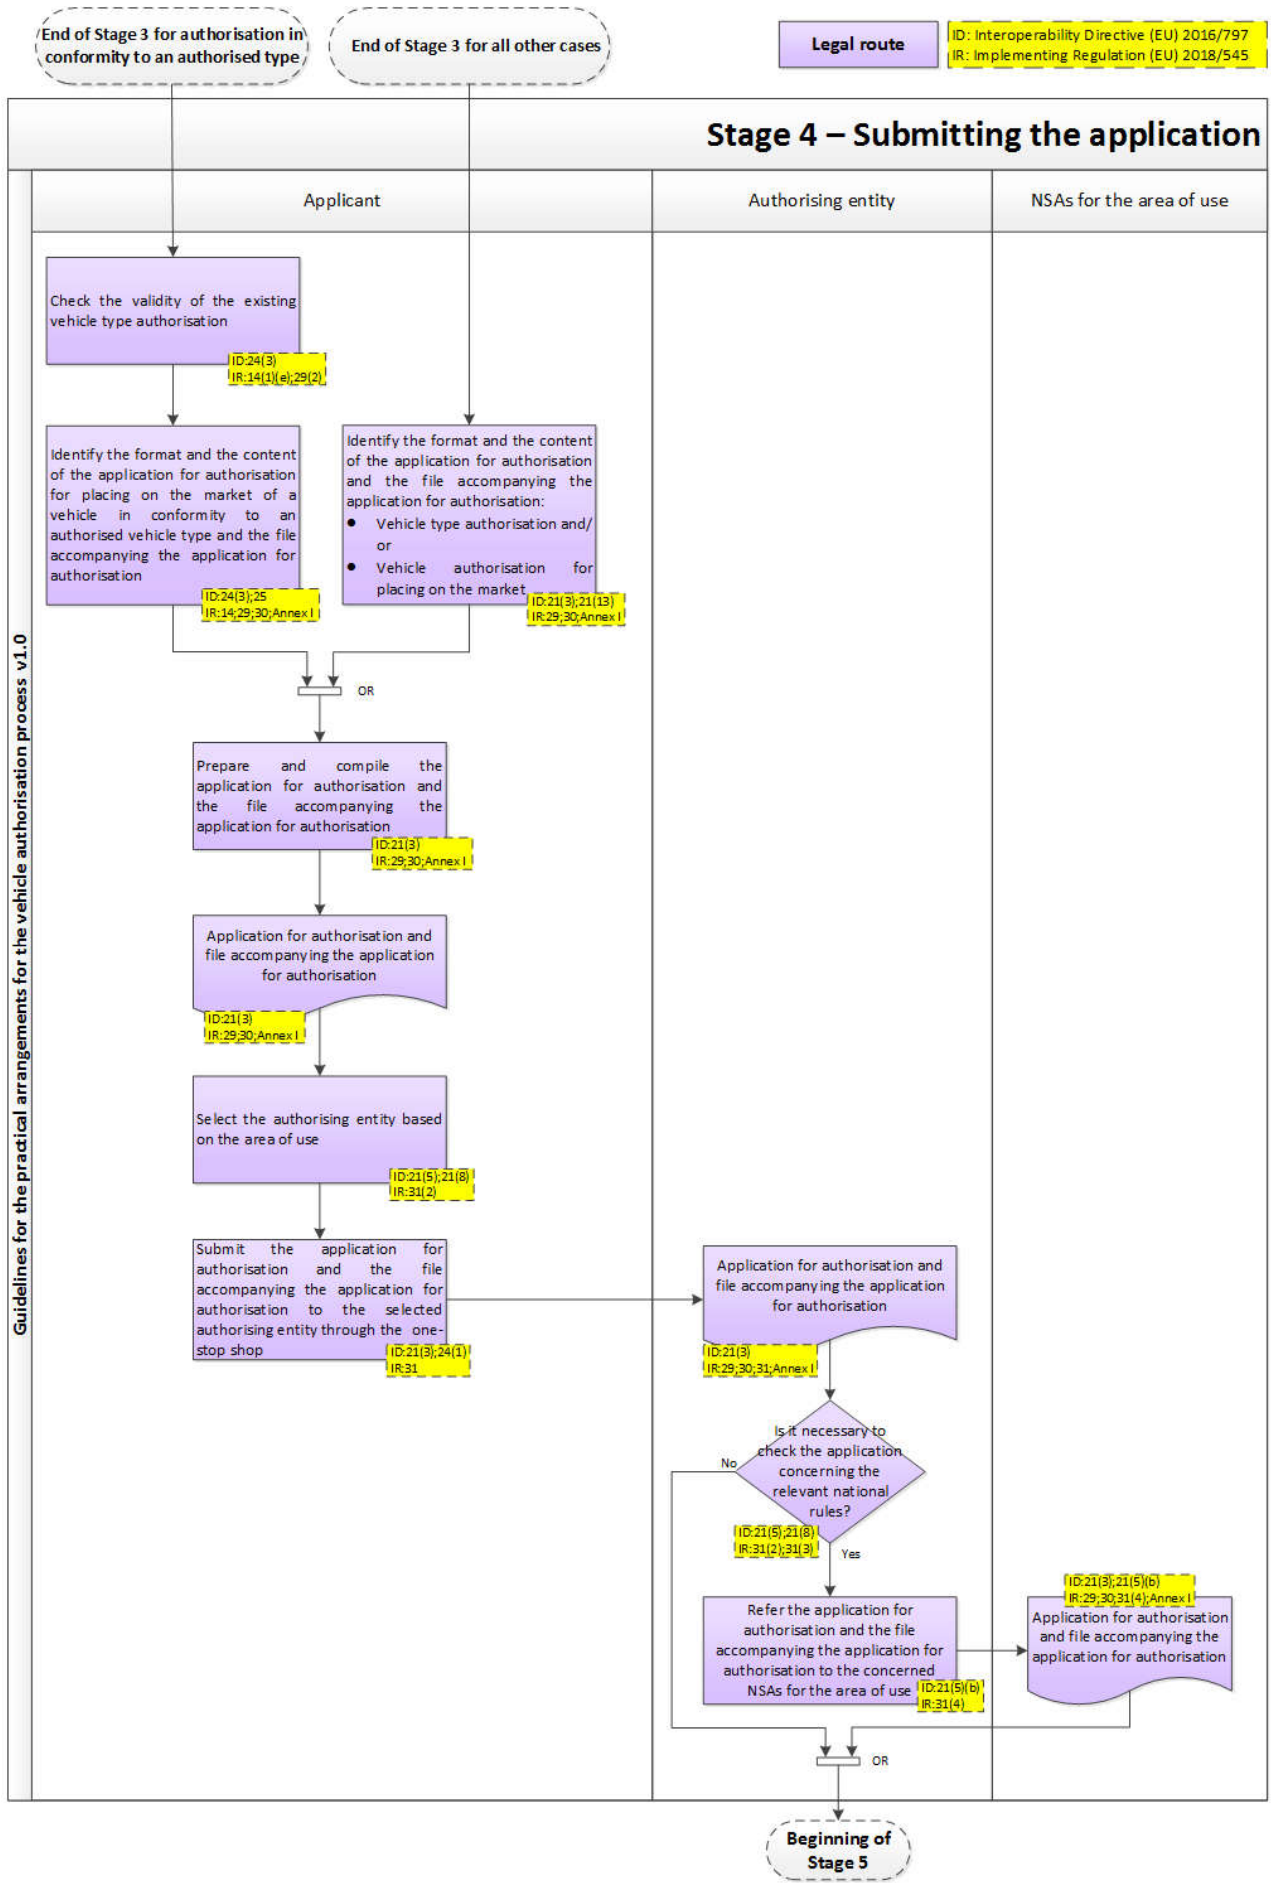 End of Stage 3 for authorisation in
conformity to an authorised type
End of Stage 3 for all other cases
Legal route
ID: Interoperability Directive (EU) 2016/797
IR: Implementing Regulation (EU) 2018/545
Stage 4 – Submitting the application
Guidelines for the practical arrangements for the vehicle authorisation process v1.0
Applicant
Authorising entity
NSAs for the area of use
Check the validity of the existing
vehicle type authorisation
ID:24(3)
IR:14(1)(e);29(2)
Identify the format and the content
of the application for authorisation
for placing on the market of a
vehicle in conformity to an
authorised vehicle type and the file
accompanying the application for
authorisation
ID:24(3);25
IR:14;29;30;Annex I
Identify the format and the content
of the application for authorisation
and the file accompanying the
application for authorisation:
● Vehicle type authorisation and/
or
● Vehicle authorisation for
placing on the market
ID:21(3);21(13)
IR:29;30;Annex I
OR
Prepare and compile the
application for authorisation and
the file accompanying the
application for authorisation
ID:21(3)
IR:29;30;Annex I
Application for authorisation and
file accompanying the application
for authorisation
ID:21(3)
IR:29;30;Annex I
Select the authorising entity based
on the area of use
ID:21(5);21(8)
IR:31(2)
Submit the application for
authorisation and the file
accompanying the application for
authorisation to the selected
authorising entity through the one-
stop shop
ID:21(3);24(1)
IR:31
Application for authorisation and
file accompanying the application
for authorisation
ID:21(3)
IR:29;30;31;Annex I
Is it necessary to
check the application
concerning the
relevant national
rules?
No
ID:21(5);21(8)
IR:31(2);31(3)
Yes
Refer the application for
authorisation and the file
accompanying the application for
authorisation to the concerned
NSAs for the area of use
ID:21(5)(b)
IR:31(4)
ID:21(3);21(5)(b)
IR:29;30;31(4);Annex I
Application for authorisation
and file accompanying the
application for authorisation
OR
Beginning of
Stage 5